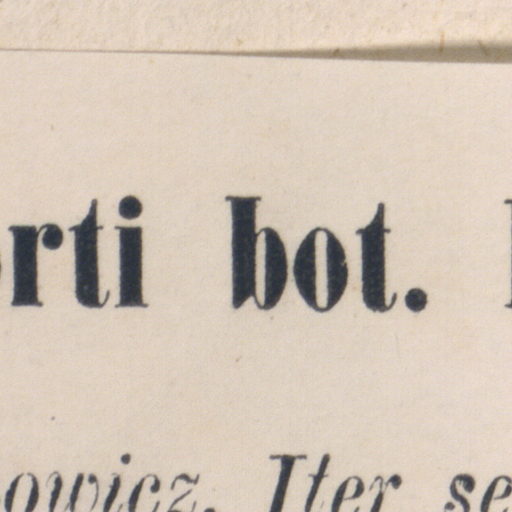 orti bot.
owicz. Iter se